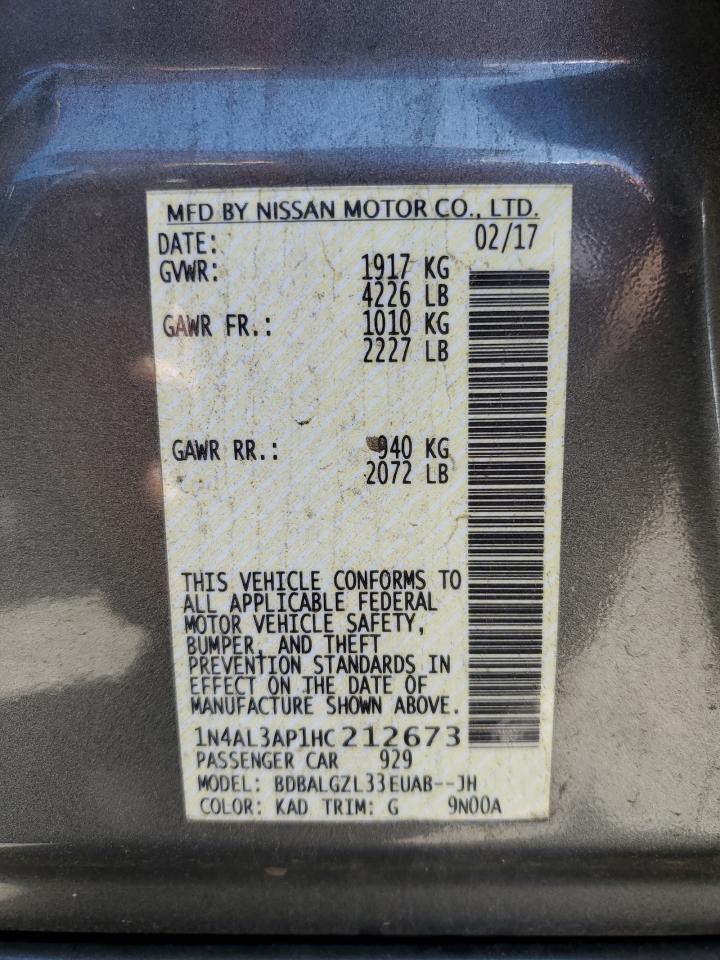 MFD BY NISSAN MOTOR CO., LTD.
DATE: 02/17
GVWR: 1917 KG
4226 LB
GAWR FR.: 1010 KG
2227 LB
GAWR RR.: 940 KG
2072 LB
THIS VEHICLE CONFORMS TO
ALL APPLICABLE FEDERAL
MOTOR VEHICLE SAFETY,
BUMPER, AND THEFT
PREVENTION STANDARDS IN
EFFECT ON THE DATE OF
MANUFACTURE SHOWN ABOVE.
1N4AL3AP1HC212673
PASSENGER CAR 929
MODEL: BDBALGZL33EUAB--JH
COLOR: KAD TRIM: G 9N00A